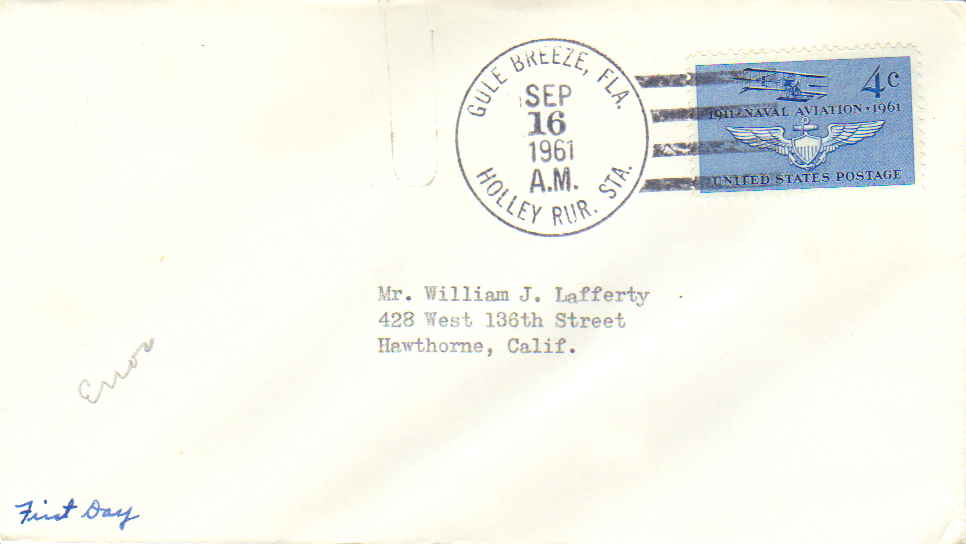 GULE BREEZE, FLA.
SEP
16
1961
A.M.
HOLLEY RUR. STA.
4c
1911·NAVAL AVIATION·1961
UNITED STATES POSTAGE
Mr. William J. Lafferty
428 West 136th Street
Hawthorne, Calif.
Error
First Day